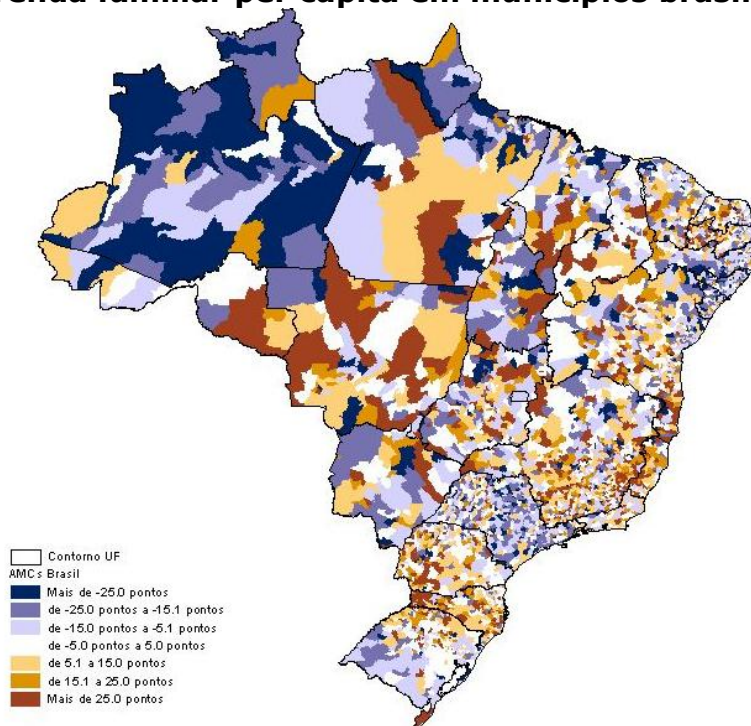 renda familiar per capita em municípios brasil
Contorno UF
AMCs Brasil
Mais de -25.0 pontos
de -25.0 pontos a -15.1 pontos
de -15.0 pontos a -5.1 pontos
de -5.0 pontos a 5.0 pontos
de 5.1 a 15.0 pontos
de 15.1 a 25.0 pontos
Mais de 25.0 pontos